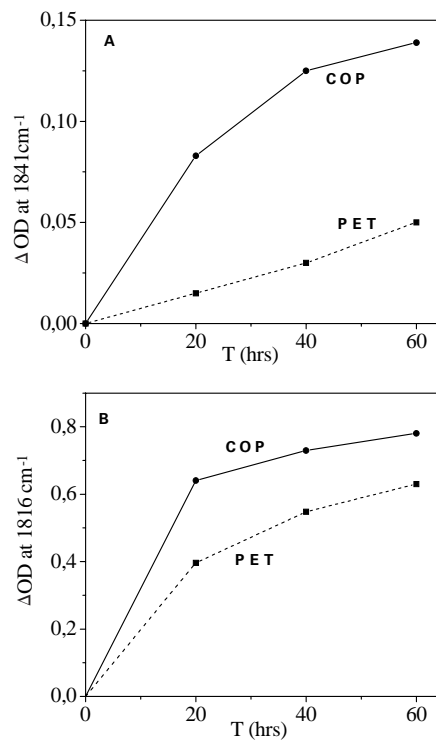 0,15
A
COP
0,10
Δ OD at 1841cm⁻¹
0,05
PET
0,00
0 20 40 60
T (hrs)
B
0,8
COP
0,6
ΔOD at 1816 cm⁻¹
0,4
PET
0,2
0,0
0 20 40 60
T (hrs)